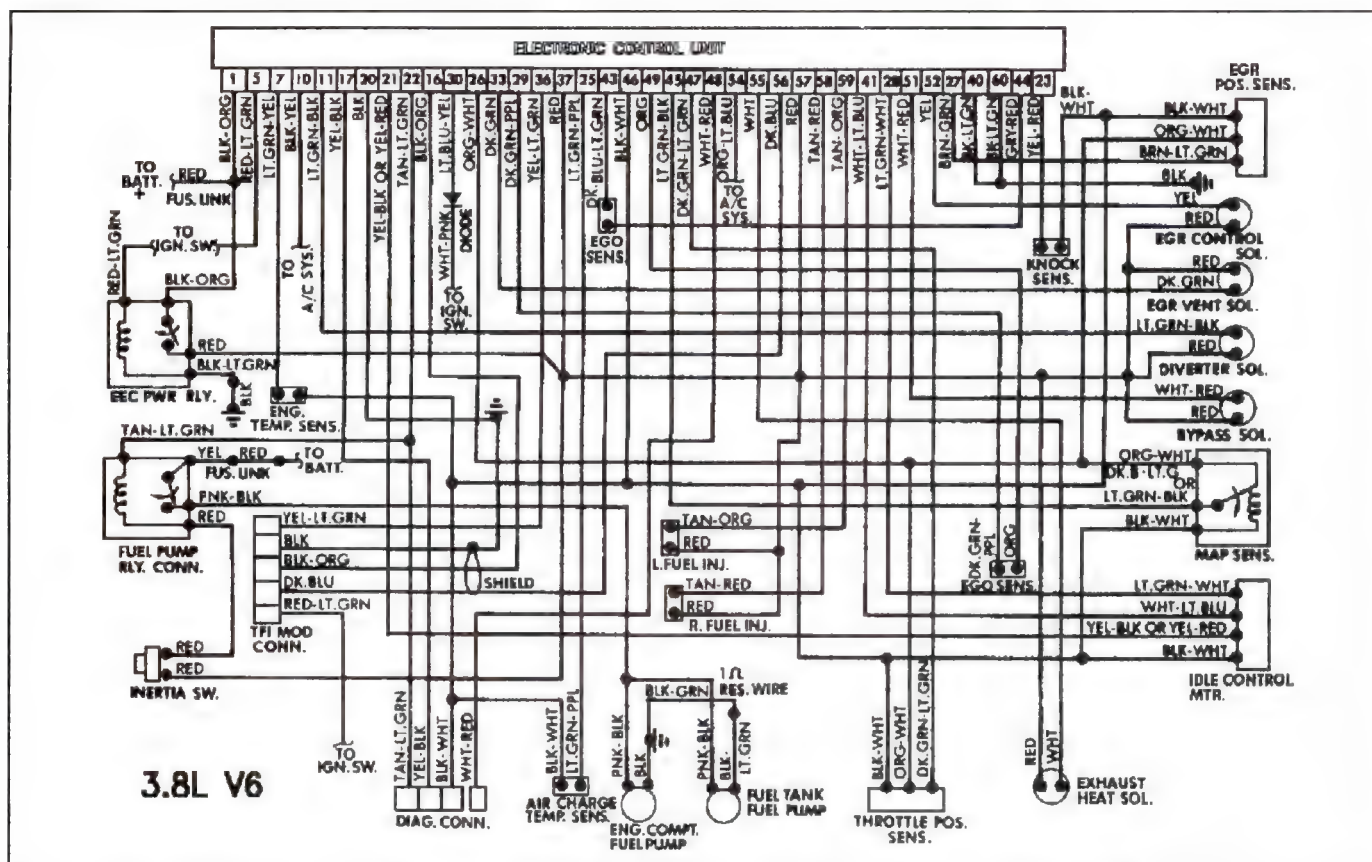 ELECTRONIC CONTROL UNIT
1 5 7 10 11 17 20 21 22 16 30 26 33 29 36 37 25 43 46 49 45 47 48 54 55 56 57 58 59 41 28 51 52 27 40 60 44 23
BLK-ORG
RED-LT GRN
LT.GRN-YEL
BLK-YEL
LT.GRN-BLK
YEL-BLK
BLK
YEL-BLK OR YEL-RED
TAN-LT.GRN
BLK-ORG
LT.BLU-YEL
ORG-WHT
DK.GRN
DK.GRN-PPL
YEL-LT GRN
LT.GRN-PPL
DK.BLU-LT.GRN
BLK-WHT
ORG
LT.GRN-BLK
DK.GRN-LT.GRN
WHT-RED
ORG-LT.BLU
WHT
DK.BLU
RED
TAN-RED
TAN-ORG
WHT-LT.BLU
LT.GRN-WHT
WHT-RED
YEL
BRN-GRN
BK-LT GN
BK-LT.GN
GRY-RED
YEL-RED
BLK-
WHT
EGR
POS. SENS.
BLK-WHT
ORG-WHT
BRN-LT.GRN
BLK
YEL
RED
EGR CONTROL
SOL.
RED
DK.GRN
EGR VENT SOL.
LT.GRN-BLK
RED
DIVERTER SOL.
WHT-RED
RED
BYPASS SOL.
TO
BATT.
+
RED
FUS. LINK
TO
IGN. SW.
RED-LT.GRN
BLK-ORG
TO
A/C SYS.
WHT-PNK
DIODE
TO
IGN.
SW.
EGO
SENS.
TO
A/C
SYS.
KNOCK
SENS.
RED
BLK-LT.GRN
BLK
EEC PWR RLY.
ENG.
TEMP. SENS.
TAN-LT.GRN
YEL
RED
FUS. LINK
TO
BATT.
PNK-BLK
RED
FUEL PUMP
RLY. CONN.
YEL-LT.GRN
BLK
BLK-ORG
DK.BLU
RED-LT.GRN
TFI MOD
CONN.
SHIELD
TAN-ORG
RED
L.FUEL INJ.
TAN-RED
RED
R. FUEL INJ.
DK.GRN-
PPL
ORG
EGO SENS.
ORG-WHT
DK.B-LT.G
OR
LT.GRN-BLK
BLK-WHT
MAP SENS.
LT.GRN-WHT
WHT-LT.BLU
YEL-BLK OR YEL-RED
BLK-WHT
IDLE CONTROL
MTR.
RED
RED
INERTIA SW.
TO
IGN. SW.
TAN-LT.GRN
YEL-BLK
BLK-WHT
WHT-RED
DIAG. CONN.
BLK-WHT
LT.GRN-PPL
AIR CHARGE
TEMP. SENS.
PNK-BLK
BLK
ENG. COMPT.
FUEL PUMP
BLK-GRN
1 Ω
RES. WIRE
PNK-BLK
BLK-
LT.GRN
FUEL TANK
FUEL PUMP
BLK-WHT
ORG-WHT
DK.GRN-LT.GRN
THROTTLE POS.
SENS.
RED
WHT
EXHAUST
HEAT SOL.
3.8L V6